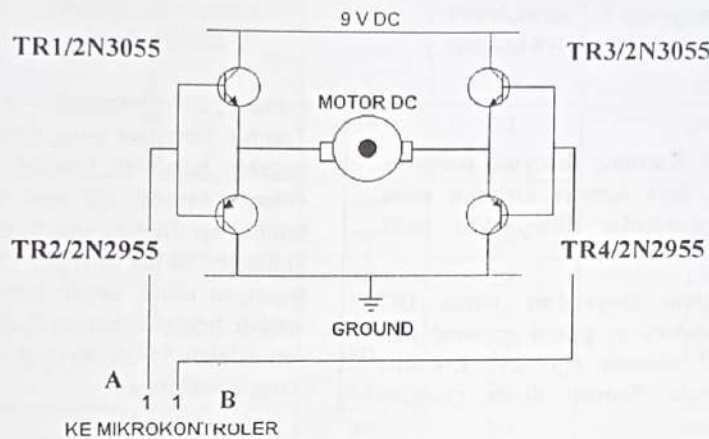 9 V DC
TR1/2N3055
TR3/2N3055
MOTOR DC
TR2/2N2955
TR4/2N2955
GROUND
A
1 1
B
KE MIKROKONTROLER